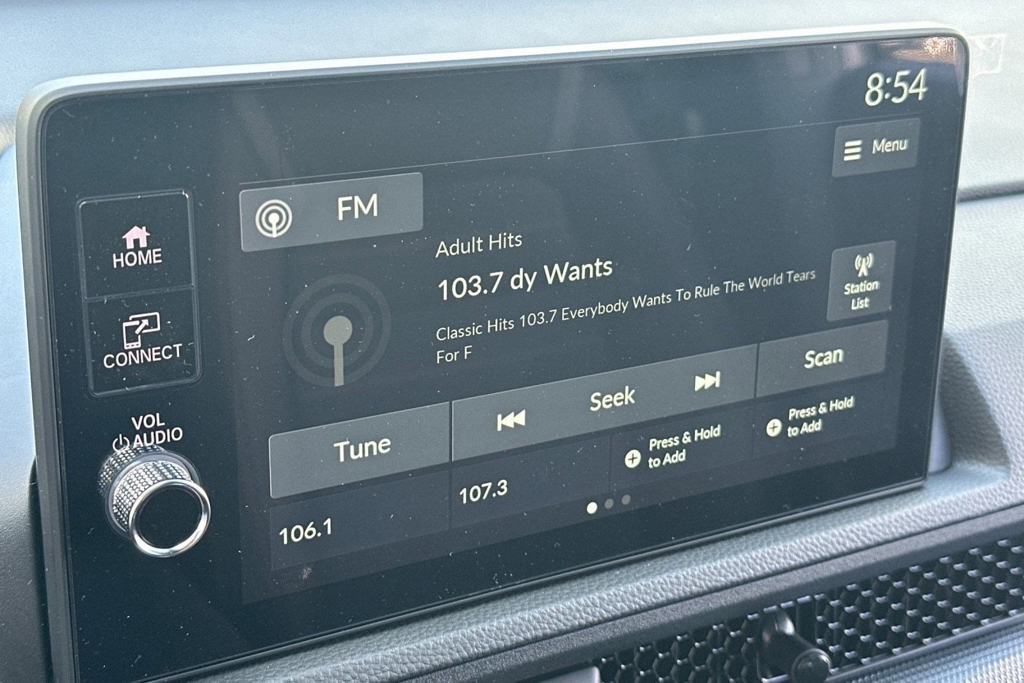 8:54
Menu
HOME
CONNECT
VOL
AUDIO
FM
Adult Hits
103.7 dy Wants
Classic Hits 103.7 Everybody Wants To Rule The World Tears
For F
Station
List
Tune
Seek
Scan
106.1
107.3
Press & Hold
to Add
Press & Hold
to Add